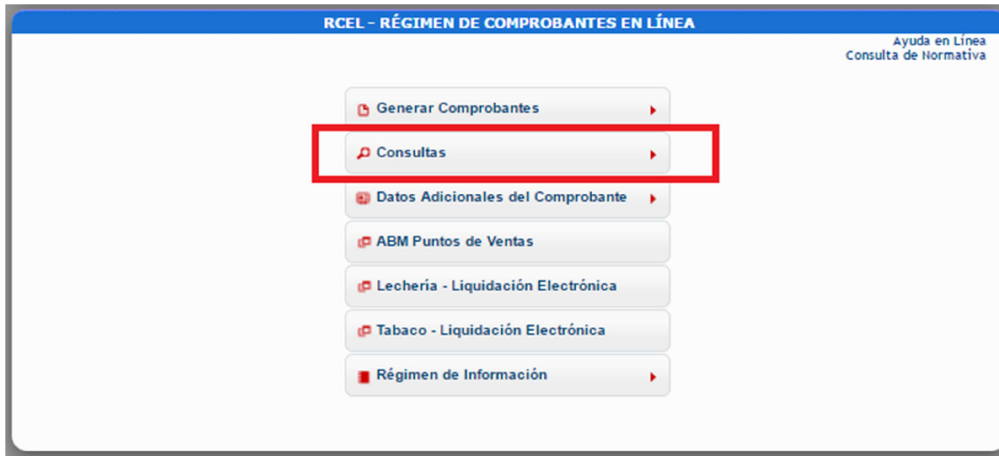 RCEL – RÉGIMEN DE COMPROBANTES EN LÍNEA
Ayuda en Línea
Consulta de Normativa
Generar Comprobantes
Consultas
Datos Adicionales del Comprobante
ABM Puntos de Ventas
Lechería - Liquidación Electrónica
Tabaco - Liquidación Electrónica
Régimen de Información